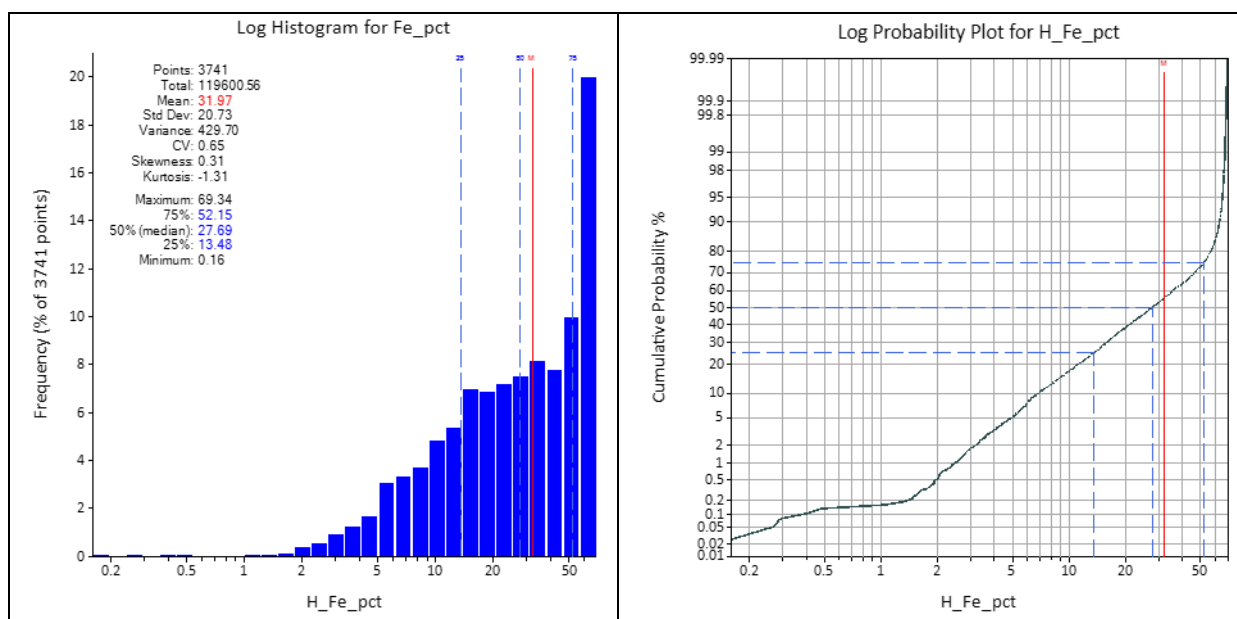 Log Histogram for Fe_pct
25
50
M
75
Points: 3741
Total: 119600.56
Mean: 31.97
Std Dev: 20.73
Variance: 429.70
CV: 0.65
Skewness: 0.31
Kurtosis: -1.31
Maximum: 69.34
75%: 52.15
50% (median): 27.69
25%: 13.48
Minimum: 0.16
Frequency (% of 3741 points)
20
18
16
14
12
10
8
6
4
2
0
0.2 0.5 1 2 5 10 20 50
H_Fe_pct
Log Probability Plot for H_Fe_pct
M
Cumulative Probability %
99.99
99.9
99.8
99
98
95
90
80
70
60
50
40
30
20
10
5
2
1
0.5
0.2
0.1
0.05
0.02
0.01
0.2 0.5 1 2 5 10 20 50
H_Fe_pct